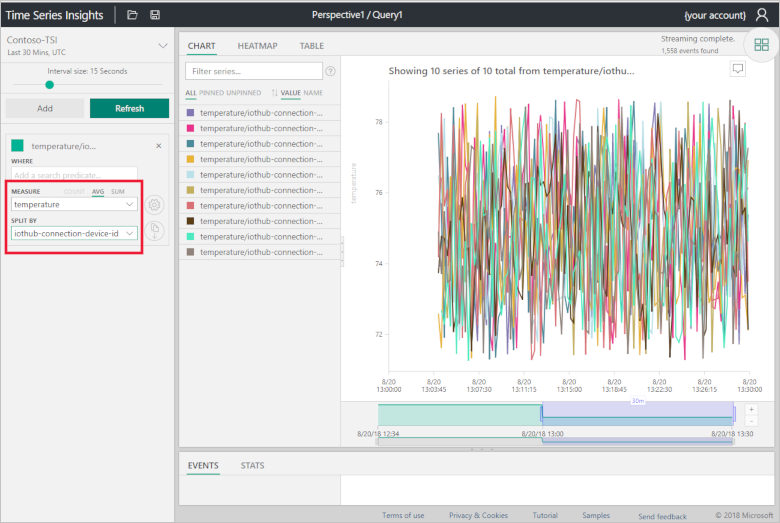 Time Series Insights
Perspective1 / Query1
{your account}
Contoso-TSI
Last 30 Mins, UTC
Interval size: 15 Seconds
Add
Refresh
temperature/io...
WHERE
Add a search predicate...
MEASURE COUNT AVG SUM
temperature
SPLIT BY
iothub-connection-device-id
CHART HEATMAP TABLE
Streaming complete.
1,558 events found
Filter series...
ALL PINNED UNPINNED VALUE NAME
temperature/iothub-connection-...
temperature/iothub-connection-...
temperature/iothub-connection-...
temperature/iothub-connection-...
temperature/iothub-connection-...
temperature/iothub-connection-...
temperature/iothub-connection-...
temperature/iothub-connection-...
temperature/iothub-connection-...
temperature/iothub-connection-...
Showing 10 series of 10 total from temperature/iothu...
temperature
78
76
74
72
8/20 8/20 8/20 8/20 8/20 8/20 8/20 8/20 8/20
13:00:00 13:03:45 13:07:30 13:11:15 13:15:00 13:18:45 13:22:30 13:26:15 13:30:00
30m
+
-
8/20/18 12:34 8/20/18 13:00 8/20/18 13:30
EVENTS STATS
Terms of use Privacy & Cookies Tutorial Samples Send feedback © 2018 Microsoft